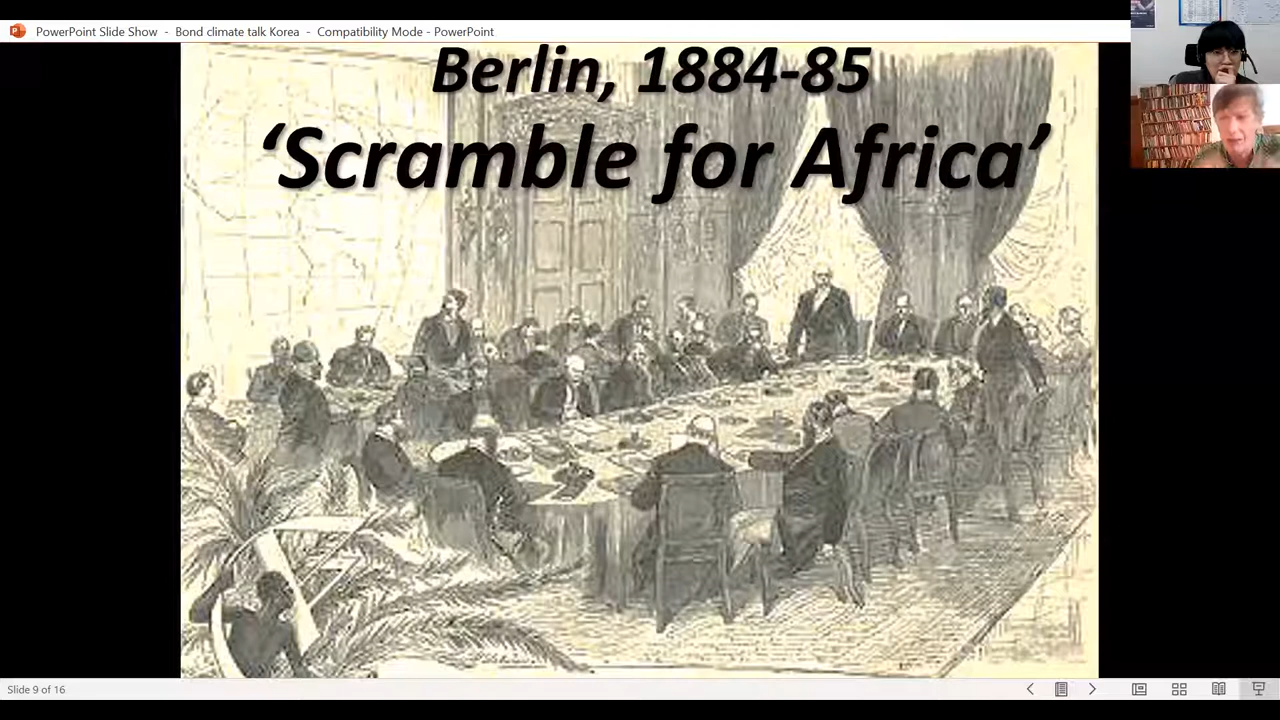 PowerPoint Slide Show - Bond climate talk Korea - Compatibility Mode - PowerPoint
Berlin, 1884-85
‘Scramble for Africa’
Slide 9 of 16